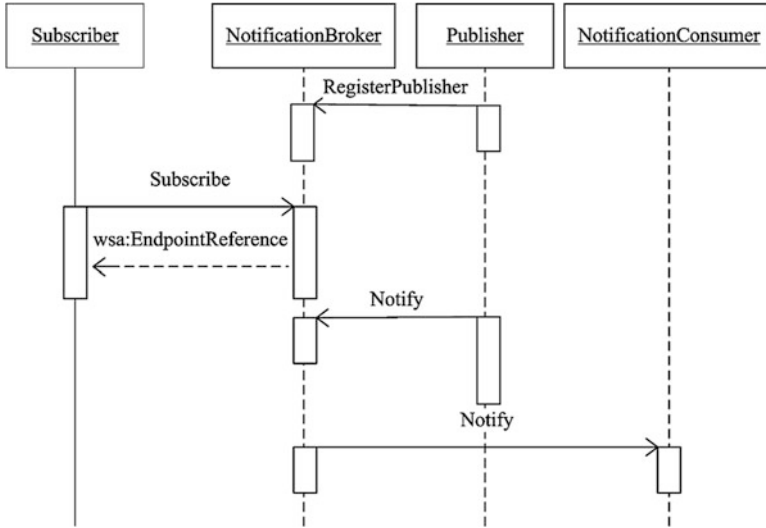 Subscriber
NotificationBroker
Publisher
NotificationConsumer
RegisterPublisher
Subscribe
wsa:EndpointReference
Notify
Notify